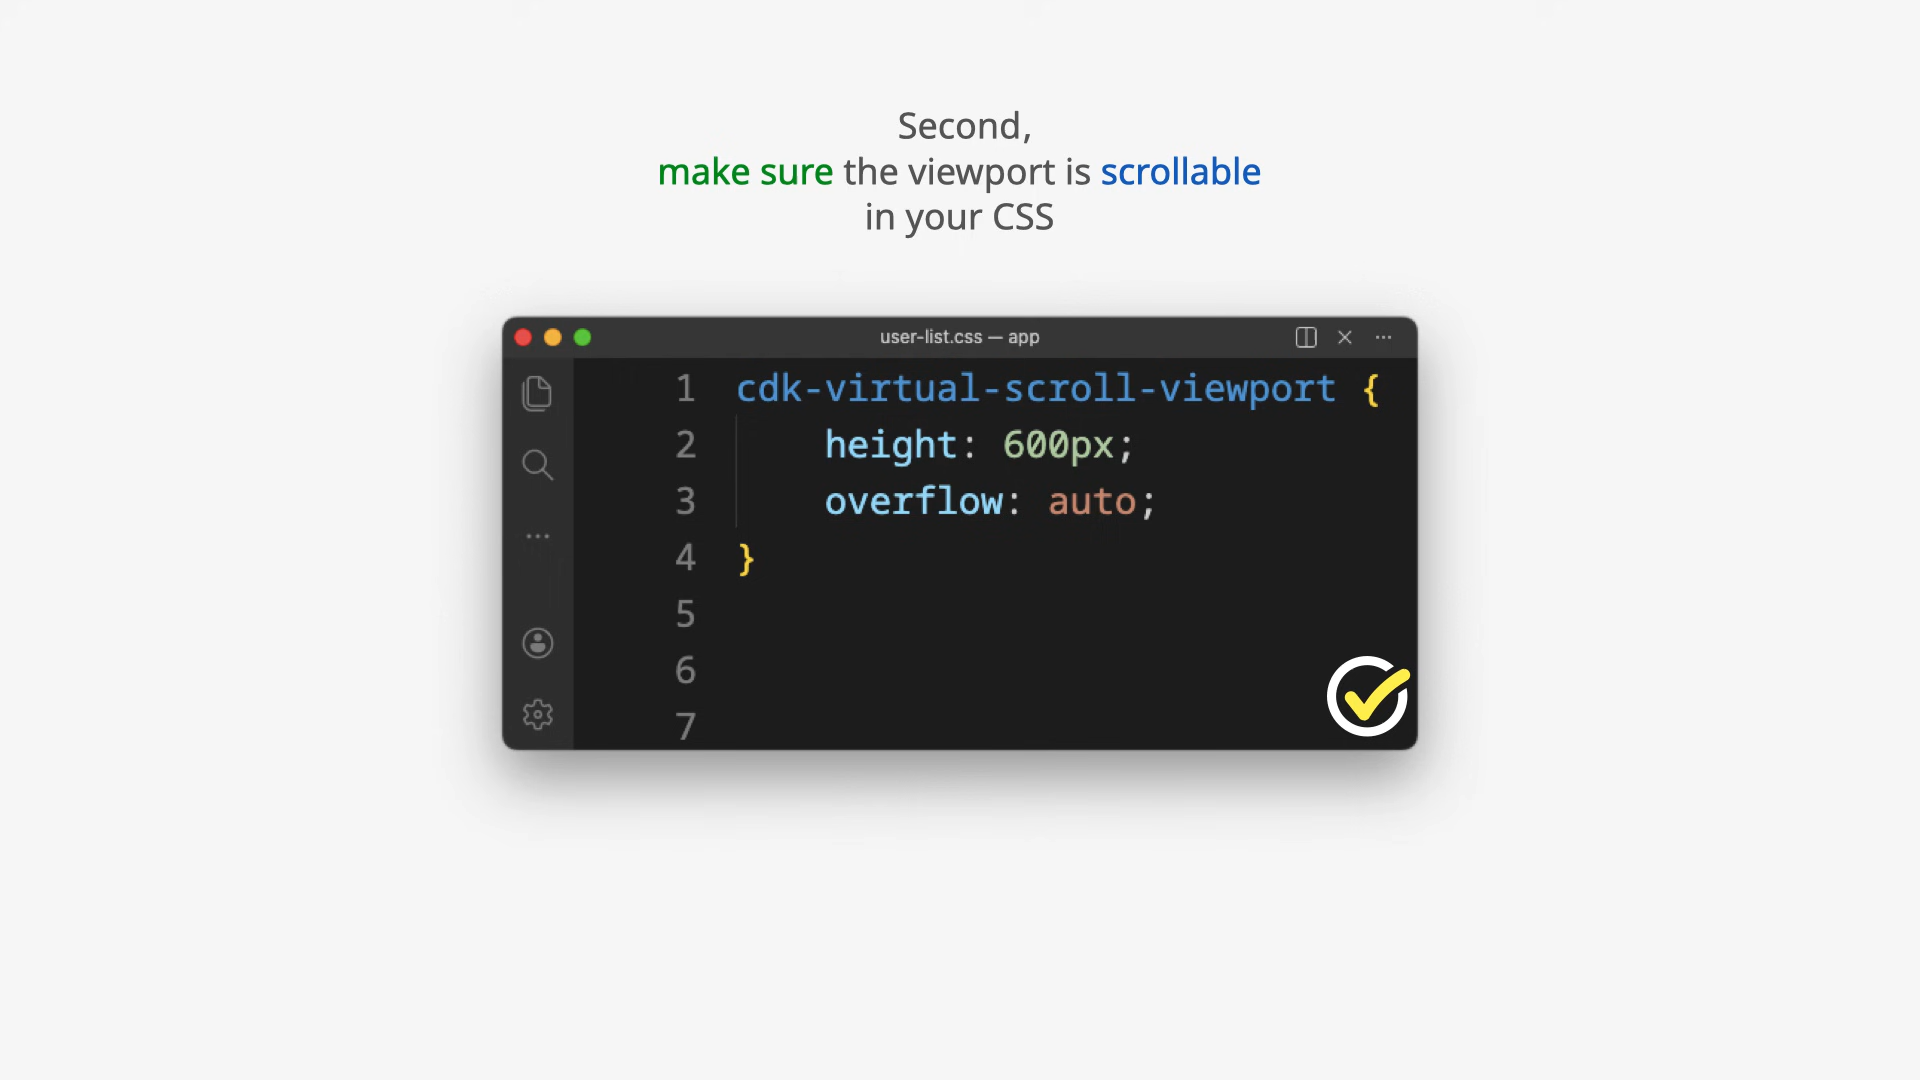 Second,
make sure the viewport is scrollable
in your CSS
user-list.css — app
1 cdk-virtual-scroll-viewport {
2 height: 600px;
3 overflow: auto;
4 }
5
6
7